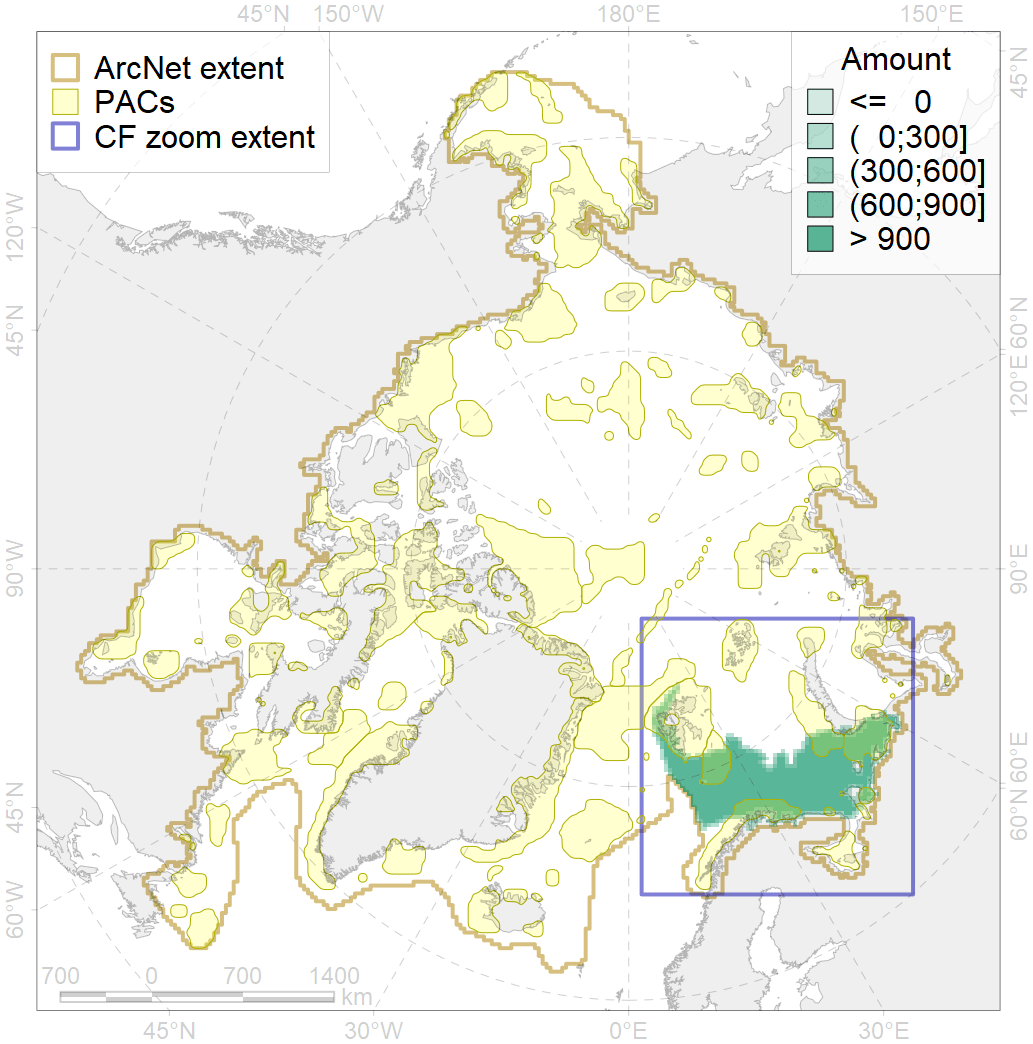 45°N 150°W 180°E 150°E
ArcNet extent
PACs
CF zoom extent
Amount
<= 0
( 0;300]
(300;600]
(600;900]
> 900
45°N
120°W
45°N
60°N
120°E
90°W
90°E
45°N
60°W
60°E
60°N
700 0 700 1400
km
45°N 30°W 0°E 30°E